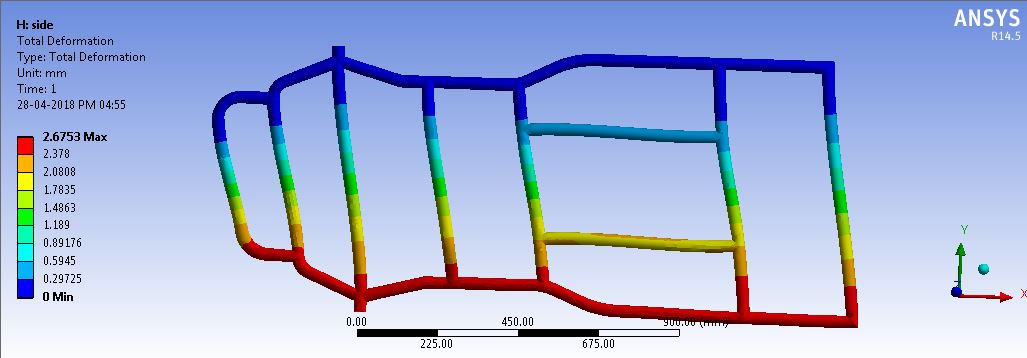 H: side
Total Deformation
Type: Total Deformation
Unit: mm
Time: 1
28-04-2018 PM 04:55
2.6753 Max
2.378
2.0808
1.7835
1.4863
1.189
0.89176
0.5945
0.29725
0 Min
ANSYS
R14.5
0.00
450.00
900.00 (mm)
225.00
675.00
Y
X